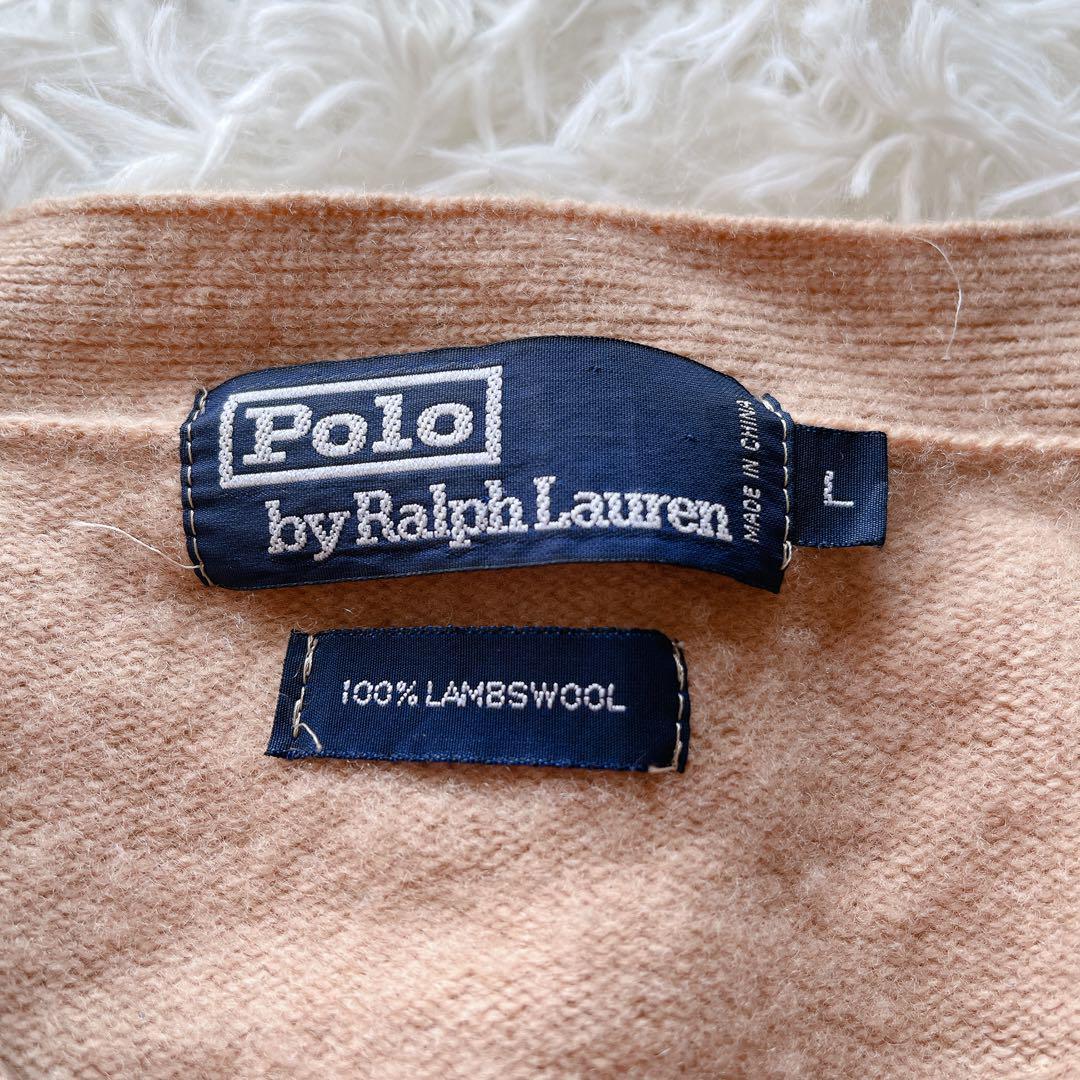 Polo
by Ralph Lauren
MADE IN CHINA
L
100% LAMBSWOOL